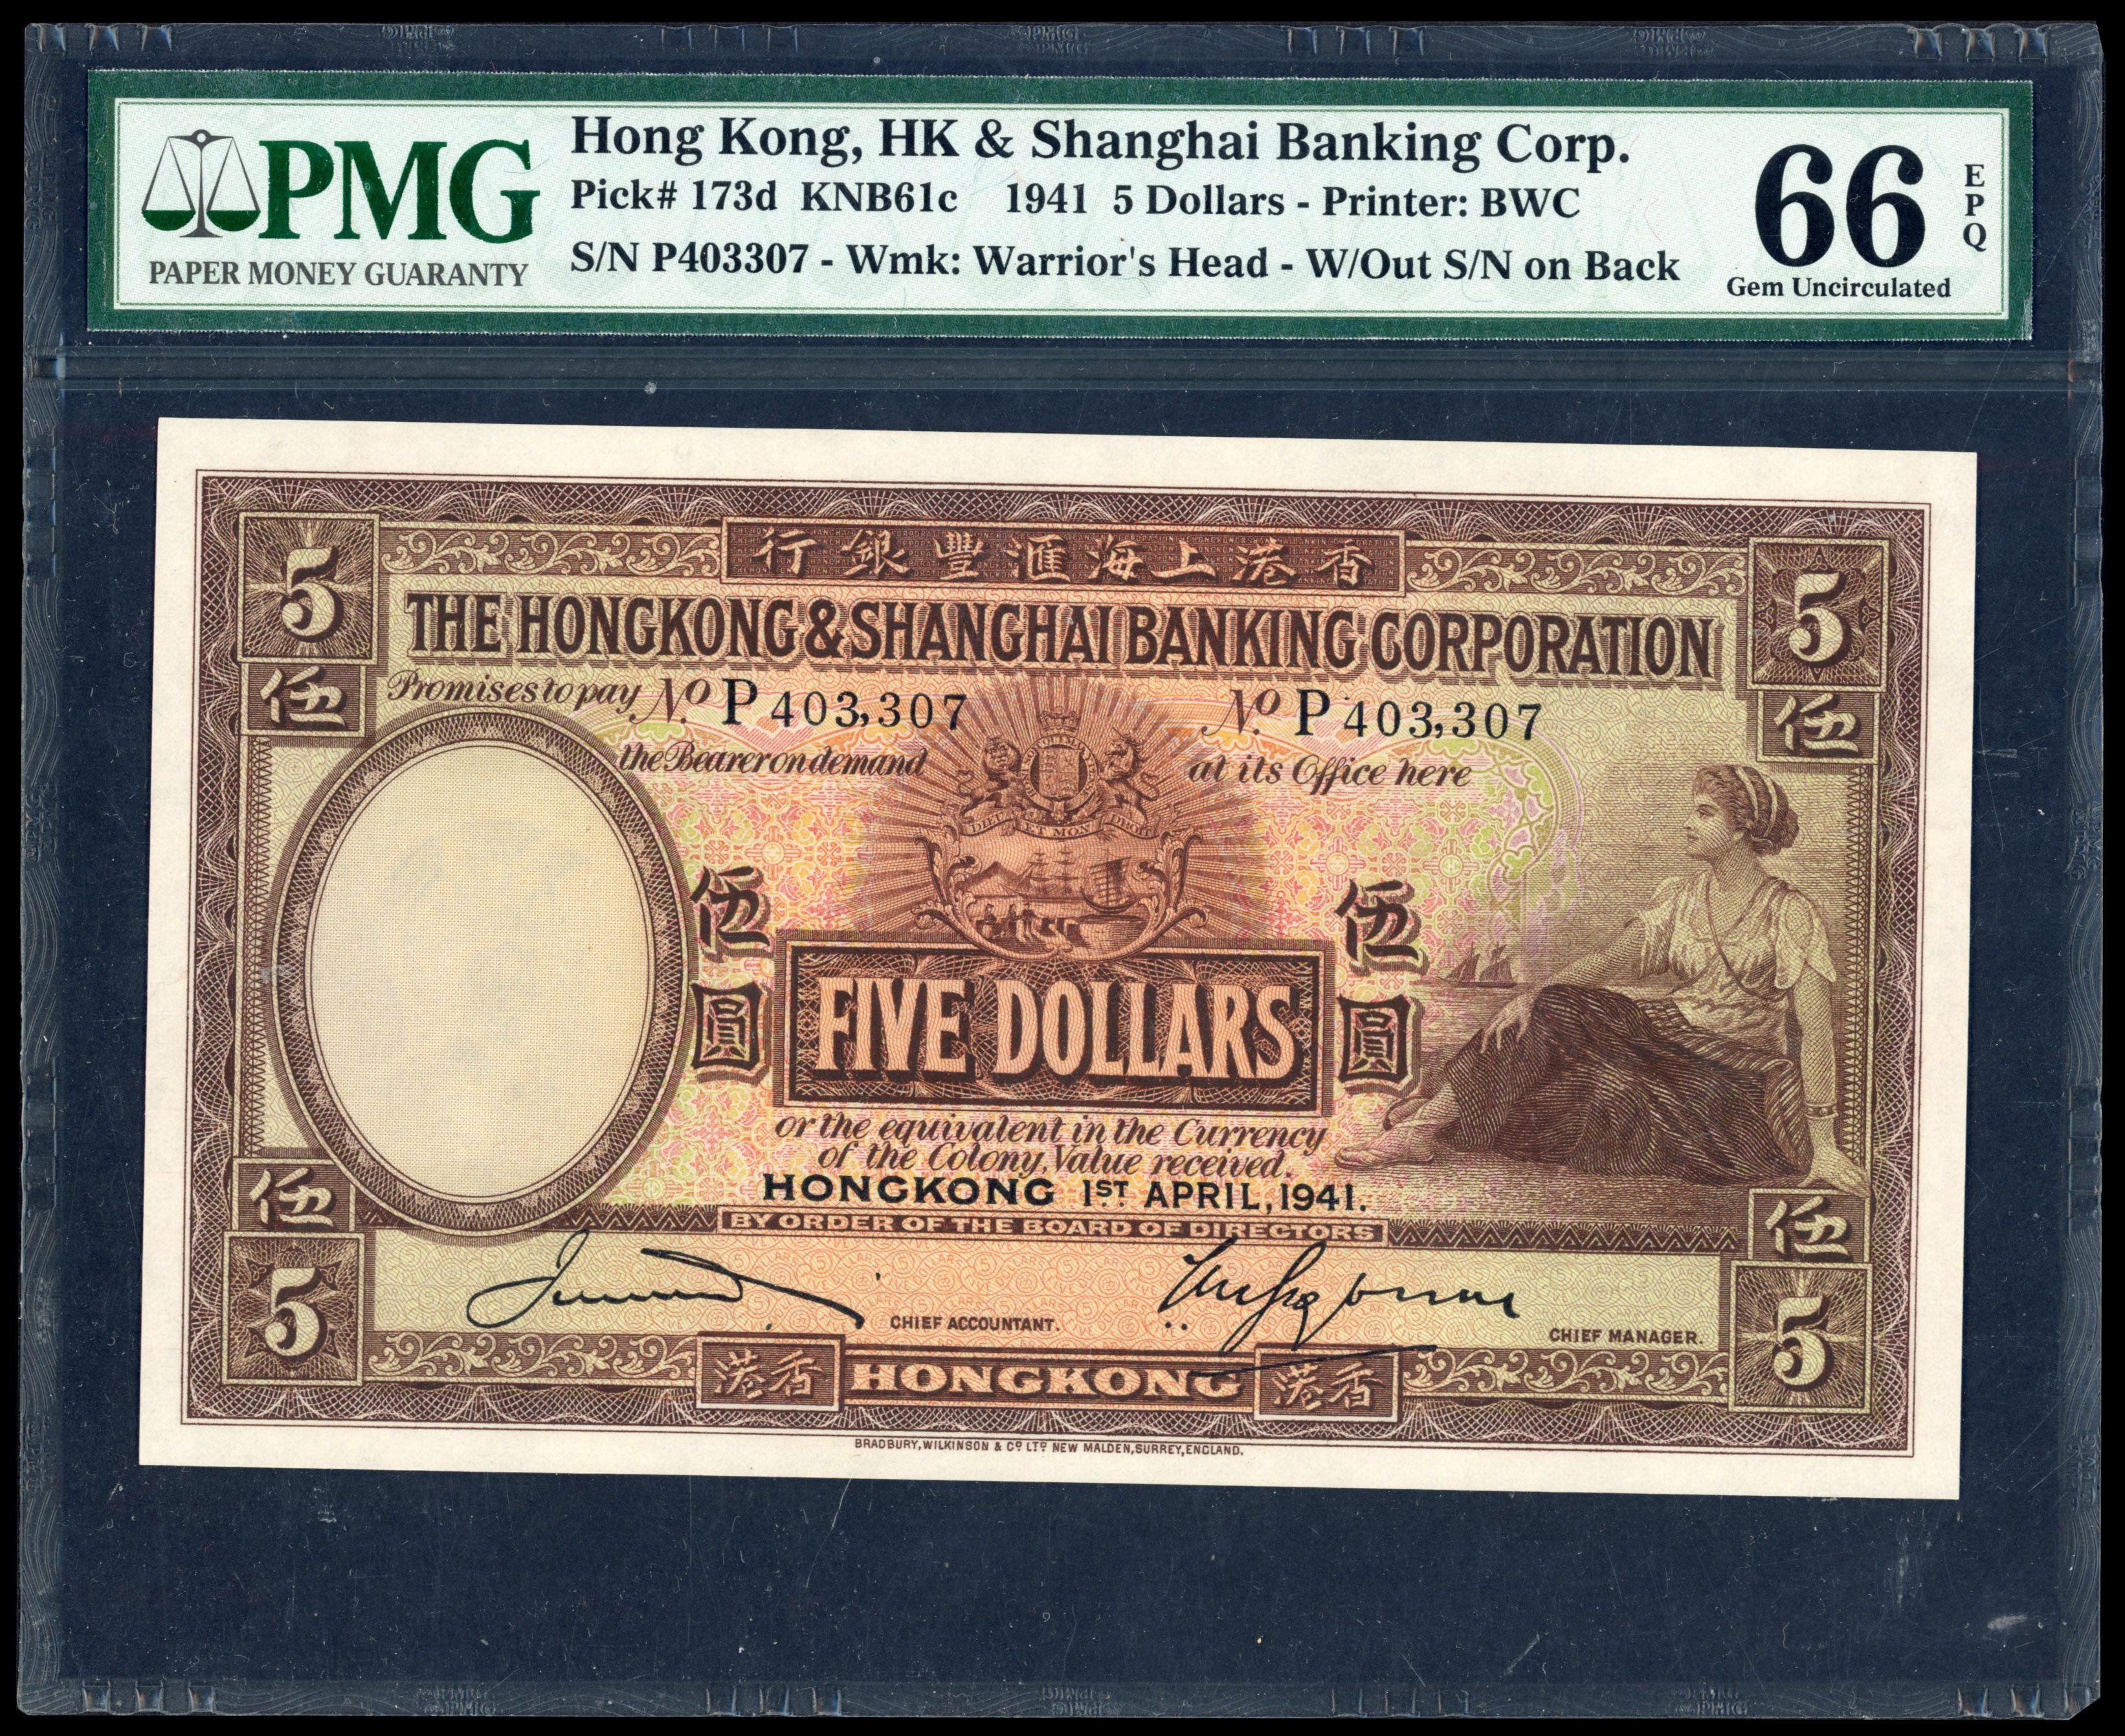 PMG
PAPER MONEY GUARANTY
Hong Kong, HK & Shanghai Banking Corp.
Pick# 173d KNB61c 1941 5 Dollars - Printer: BWC
S/N P403307 - Wmk: Warrior's Head - W/Out S/N on Back
66
EPQ
Gem Uncirculated
行銀豐滙海上港香
5
5
THE HONGKONG & SHANGHAI BANKING CORPORATION
伍
伍
Promises to pay No. P 403,307 No. P 403,307
the Bearer on demand at its Office here
DIEU ET MON DROIT
伍圓
伍圓
FIVE DOLLARS
or the equivalent in the Currency
of the Colony, Value received.
HONGKONG 1ST APRIL, 1941.
BY ORDER OF THE BOARD OF DIRECTORS
伍
伍
5
5
CHIEF ACCOUNTANT.
CHIEF MANAGER.
港香 HONGKONG 港香
BRADBURY, WILKINSON & Co. LTD. NEW MALDEN, SURREY, ENGLAND.